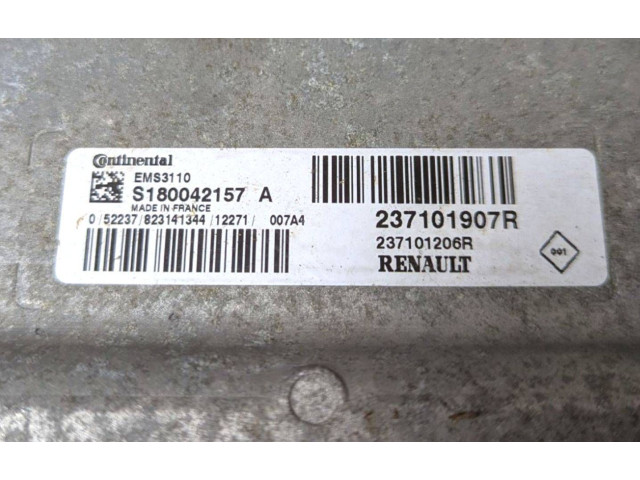 Continental
EMS3110
S180042157 A
MADE IN FRANCE
0/52237/823141344/12271/ 007A4
237101907R
237101206R
RENAULT
001